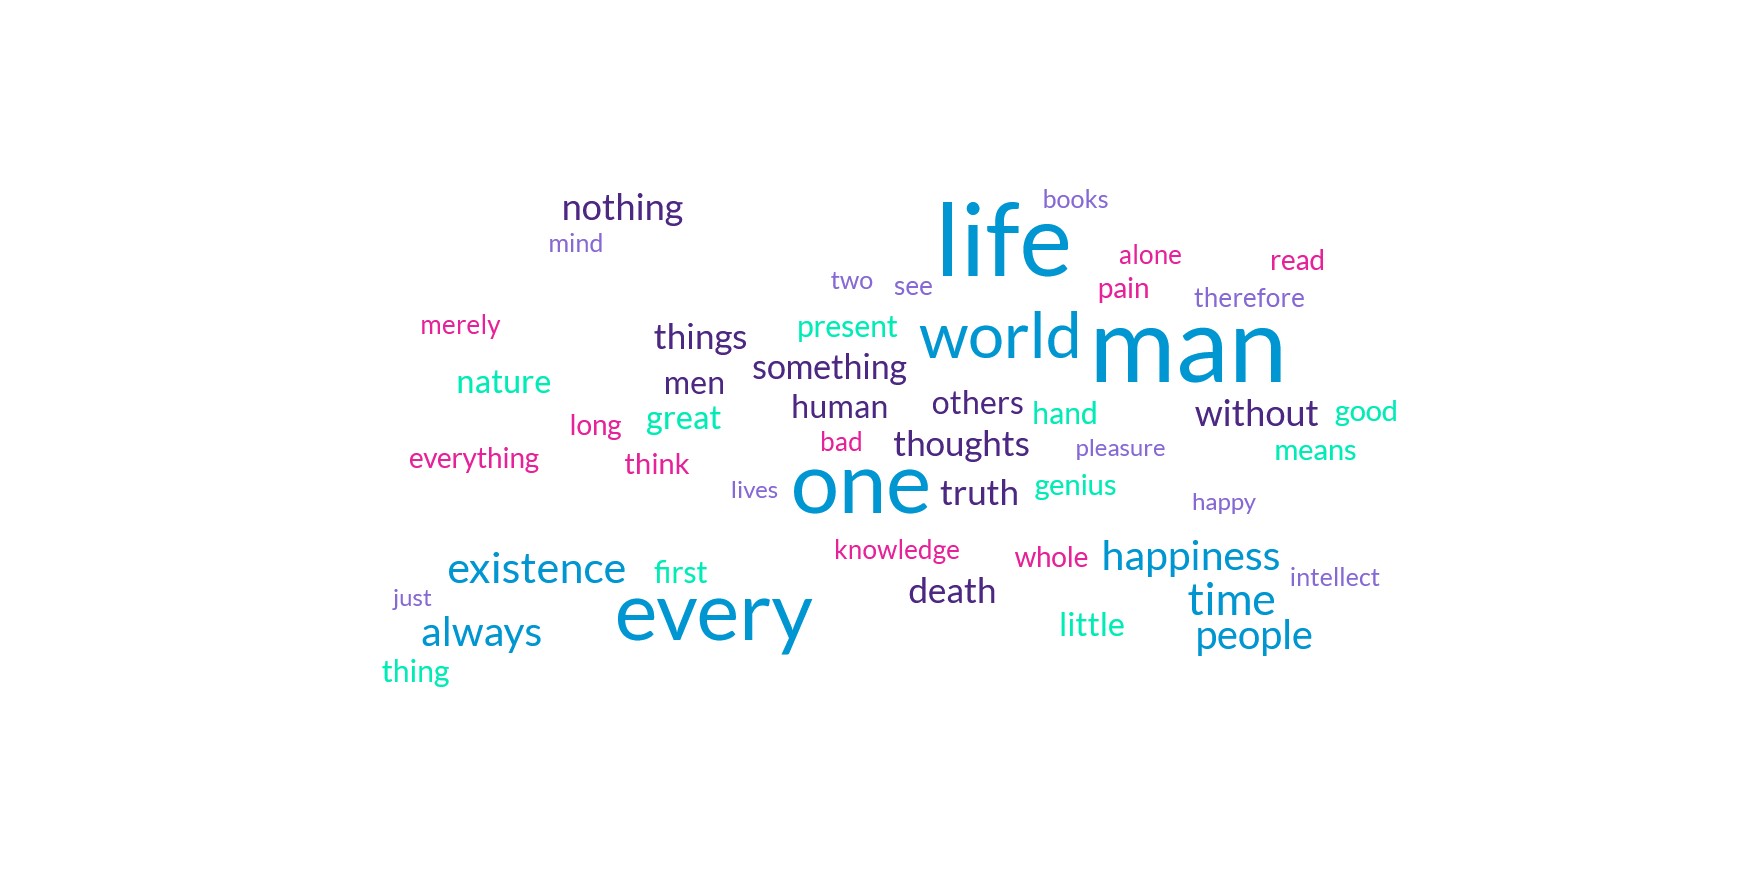 books
life
nothing
mind
alone
read
two
see
pain
therefore
merely
things
present
world
man
something
nature
men
human
others
hand
without
good
long
great
bad
thoughts
pleasure
means
everything
think
lives
one
truth
genius
happy
knowledge
whole
happiness
existence
first
death
intellect
just
every
time
always
little
people
thing